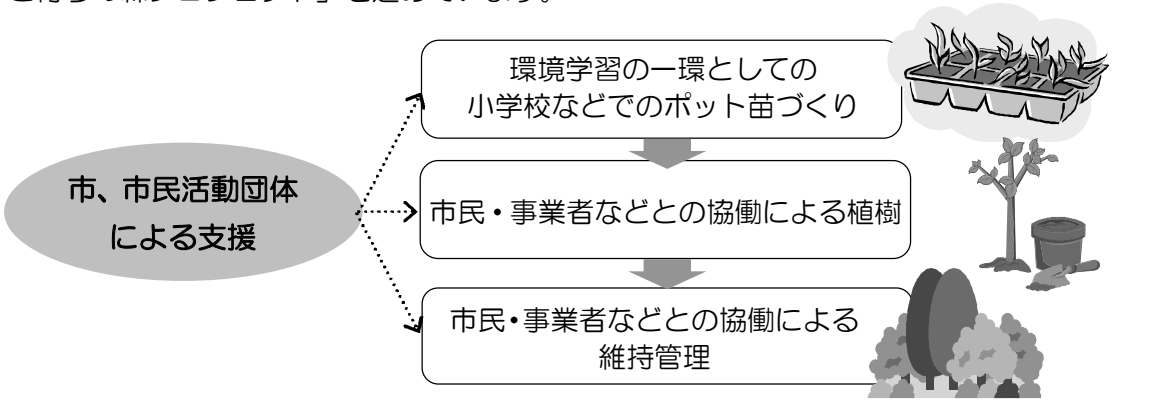 環境学習の一環としての
小学校などでのポット苗づくり
市、市民活動団体
による支援
市民・事業者などとの協働による植樹
市民・事業者などとの協働による
維持管理